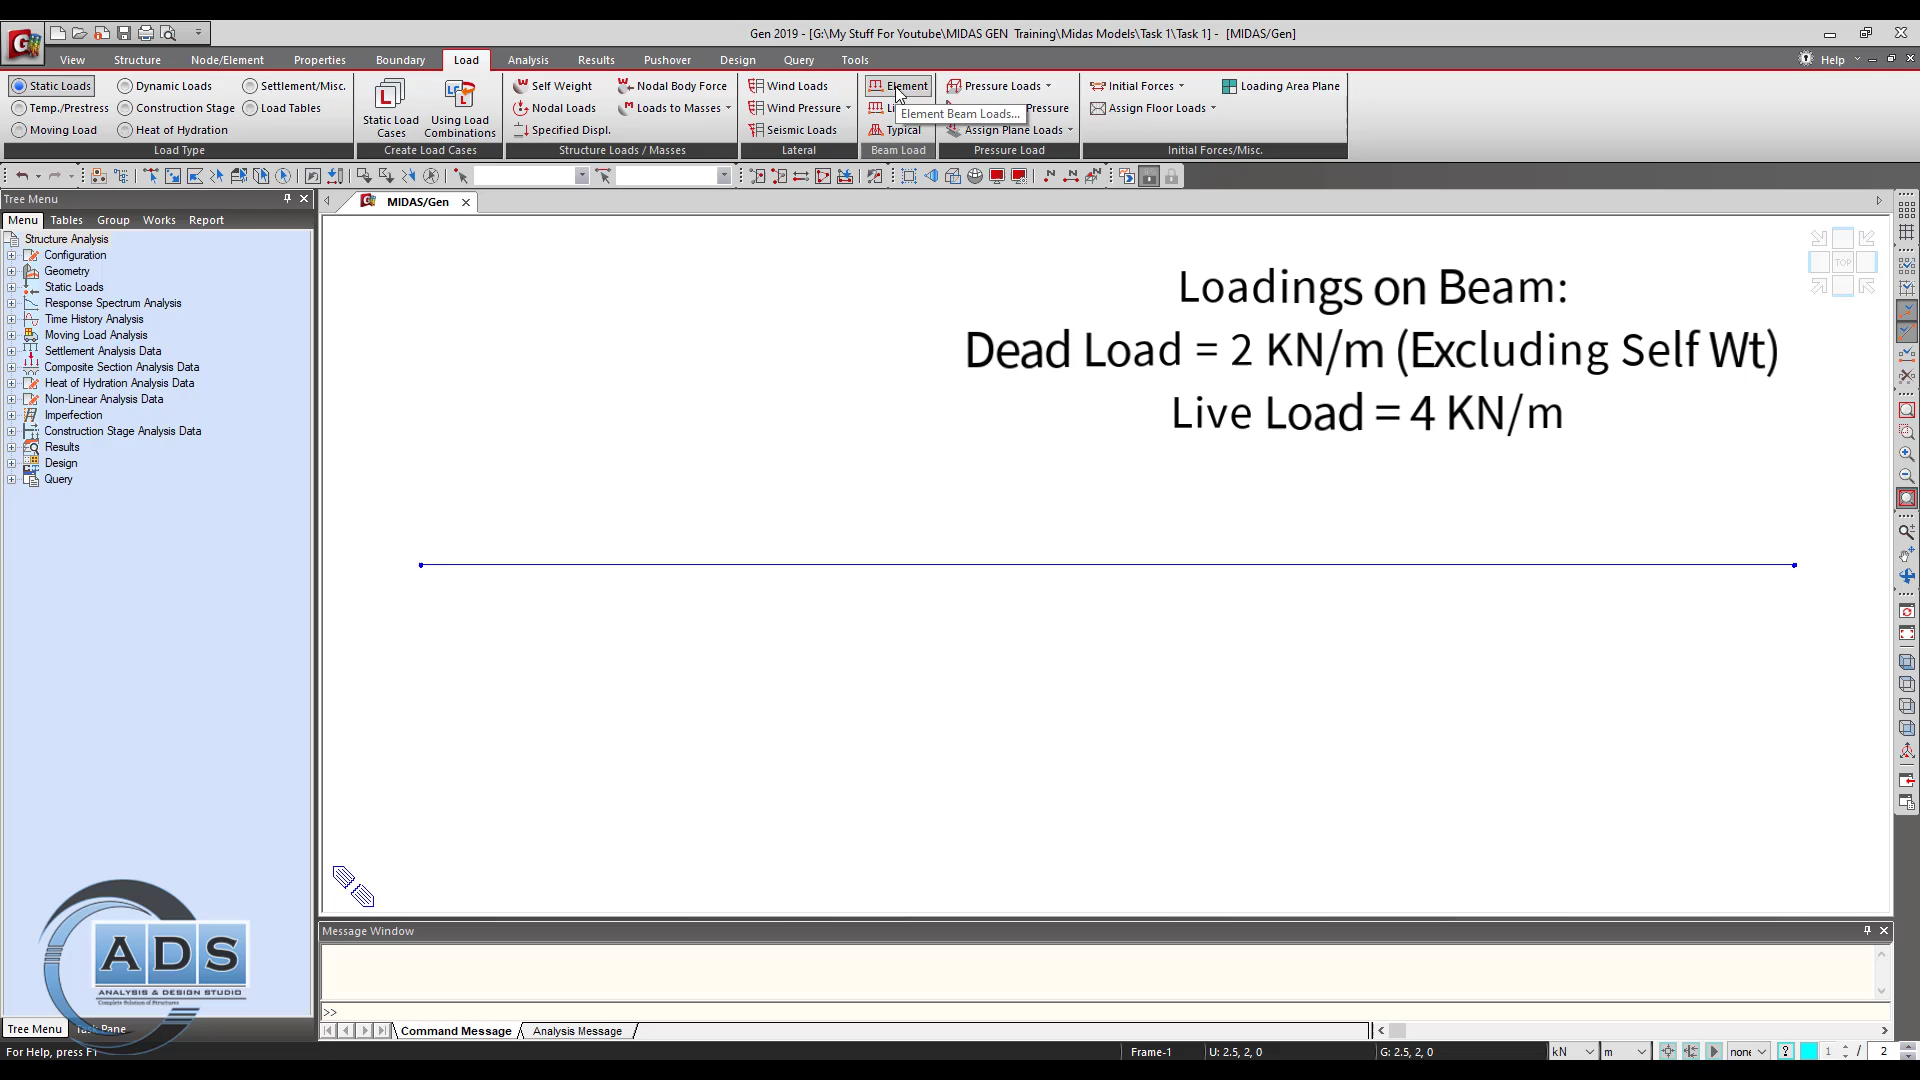 Gen 2019 - [G:\My Stuff For Youtube\MIDAS GEN Training\Midas Models\Task 1\Task 1] - [MIDAS/Gen]
View Structure Node/Element Properties Boundary Load Analysis Results Pushover Design Query Tools Help
Static Loads Dynamic Loads Settlement/Misc.
Temp./Prestress Construction Stage Load Tables
Moving Load Heat of Hydration
Load Type
Static Load Cases
Using Load Combinations
Create Load Cases
Self Weight Nodal Body Force
Nodal Loads Loads to Masses
Specified Displ.
Structure Loads / Masses
Wind Loads
Wind Pressure
Seismic Loads
Lateral
Element
Li
Typical
Beam Load
Element Beam Loads...
Pressure Loads
Pressure
Assign Plane Loads
Pressure Load
Initial Forces Loading Area Plane
Assign Floor Loads
Initial Forces/Misc.
Tree Menu
MIDAS/Gen
Menu Tables Group Works Report
Structure Analysis
Configuration
Geometry
Static Loads
Response Spectrum Analysis
Time History Analysis
Moving Load Analysis
Settlement Analysis Data
Composite Section Analysis Data
Heat of Hydration Analysis Data
Non-Linear Analysis Data
Imperfection
Construction Stage Analysis Data
Results
Design
Query
TOP
Loadings on Beam:
Dead Load = 2 KN/m (Excluding Self Wt)
Live Load = 4 KN/m
ADS
ANALYSIS & DESIGN STUDIO
Complete Solution of Structures
Message Window
>>
Command Message Analysis Message
Tree Menu Task Pane
For Help, press F1
Frame-1 U: 2.5, 2, 0 G: 2.5, 2, 0 kN m none ? 1 / 2